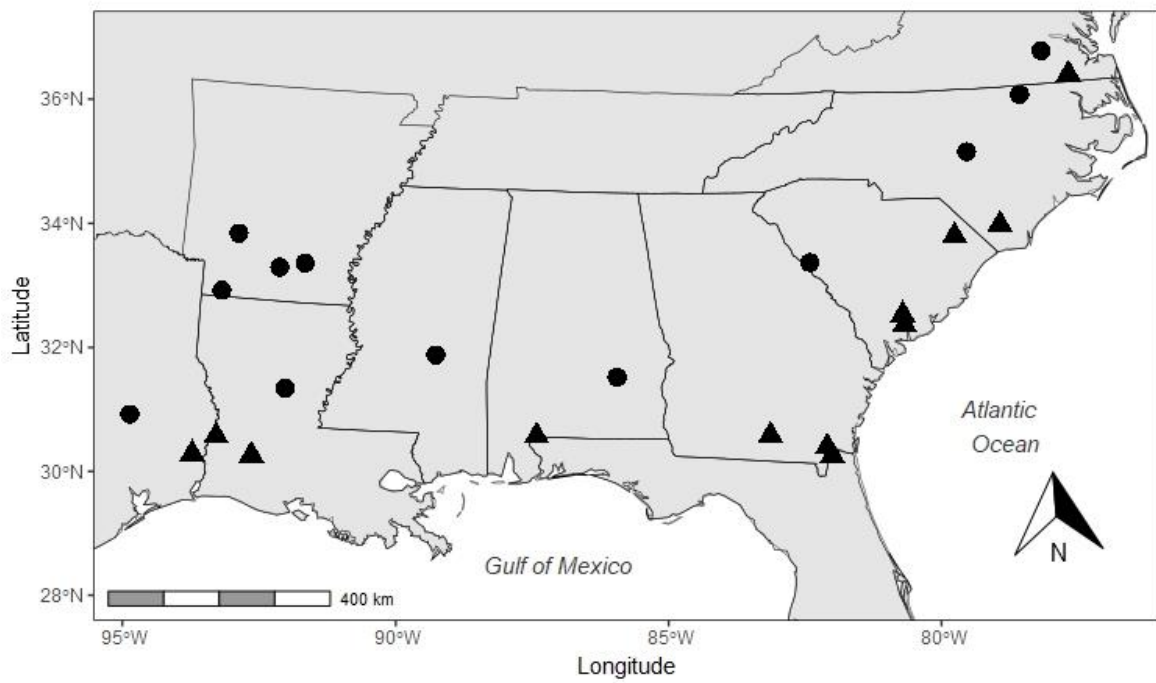 36°N
34°N
32°N
30°N
28°N
Latitude
Atlantic
Ocean
Gulf of Mexico
N
400 km
95°W
90°W
85°W
80°W
Longitude